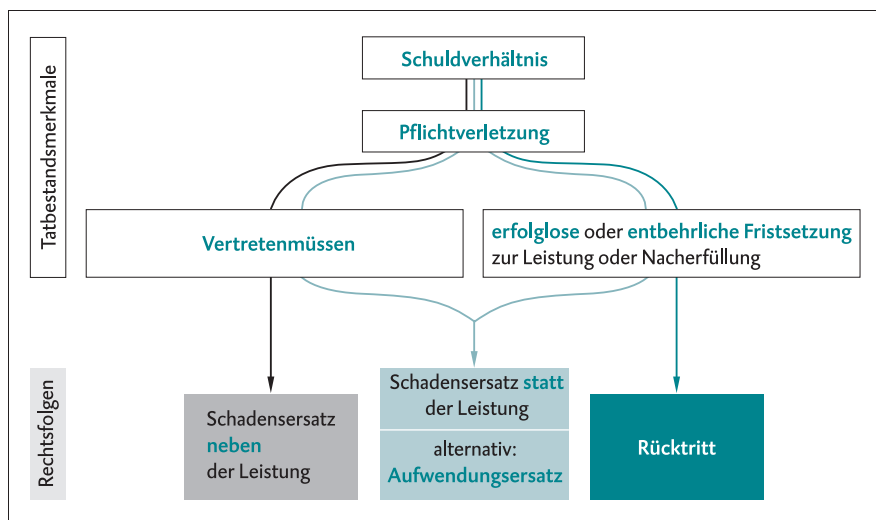 Tatbestandsmerkmale
Schuldverhältnis
Pflichtverletzung
Vertretenmüssen
erfolglose oder entbehrliche Fristsetzung
zur Leistung oder Nacherfüllung
Rechtsfolgen
Schadensersatz
neben
der Leistung
Schadensersatz statt
der Leistung
alternativ:
Aufwendungsersatz
Rücktritt